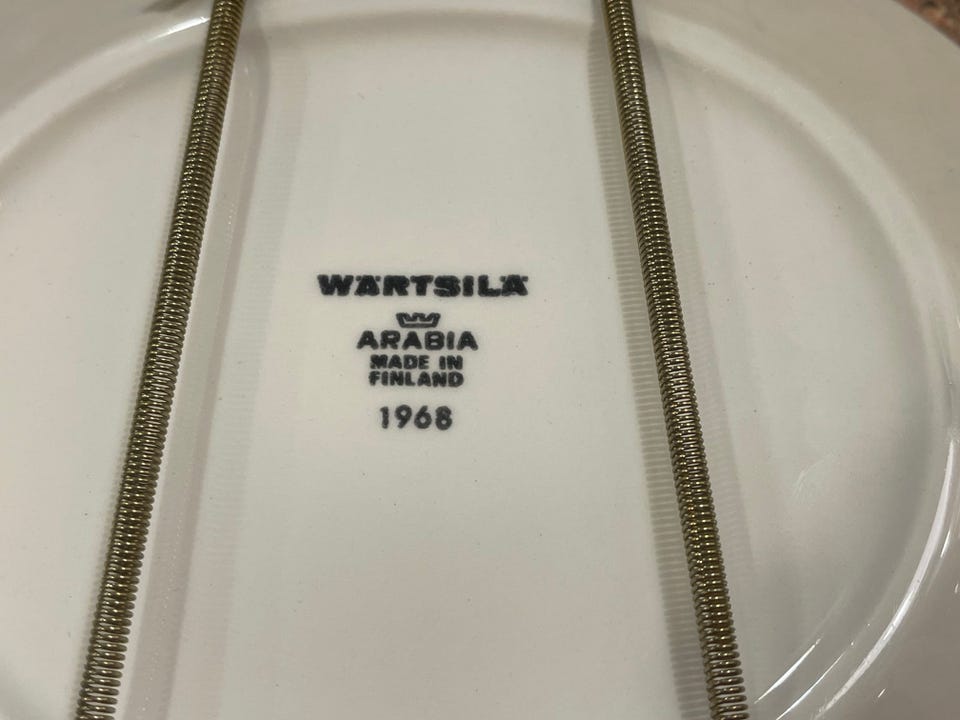 WÄRTSILÄ
ARABIA
MADE IN
FINLAND
1968